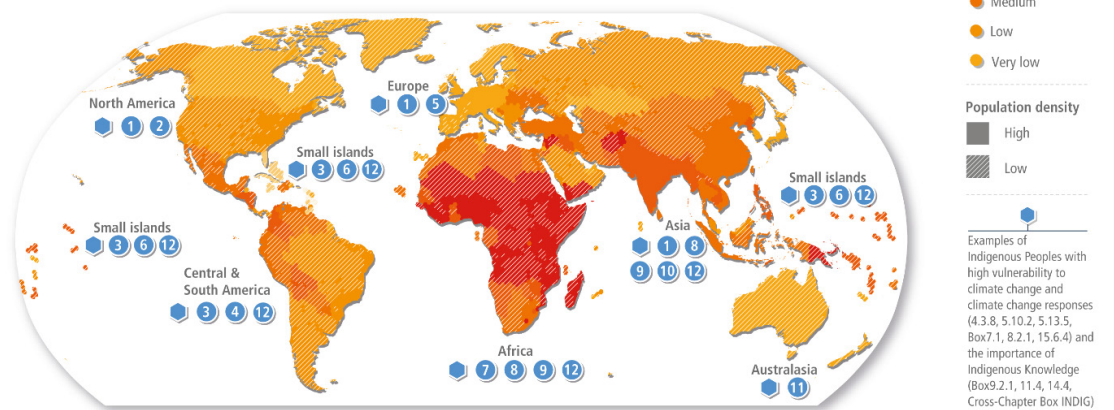 Medium
Low
Very low
Population density
High
Low
Examples of
Indigenous Peoples with
high vulnerability to
climate change and
climate change responses
(4.3.8, 5.10.2, 5.13.5,
Box7.1, 8.2.1, 15.6.4) and
the importance of
Indigenous Knowledge
(Box9.2.1, 11.4, 14.4,
Cross-Chapter Box INDIG)
North America
1 2
Europe
1 5
Small islands
3 6 12
Small islands
3 6 12
Small islands
3 6 12
Asia
1 8
9 10 12
Central &
South America
3 4 12
Africa
7 8 9 12
Australasia
11